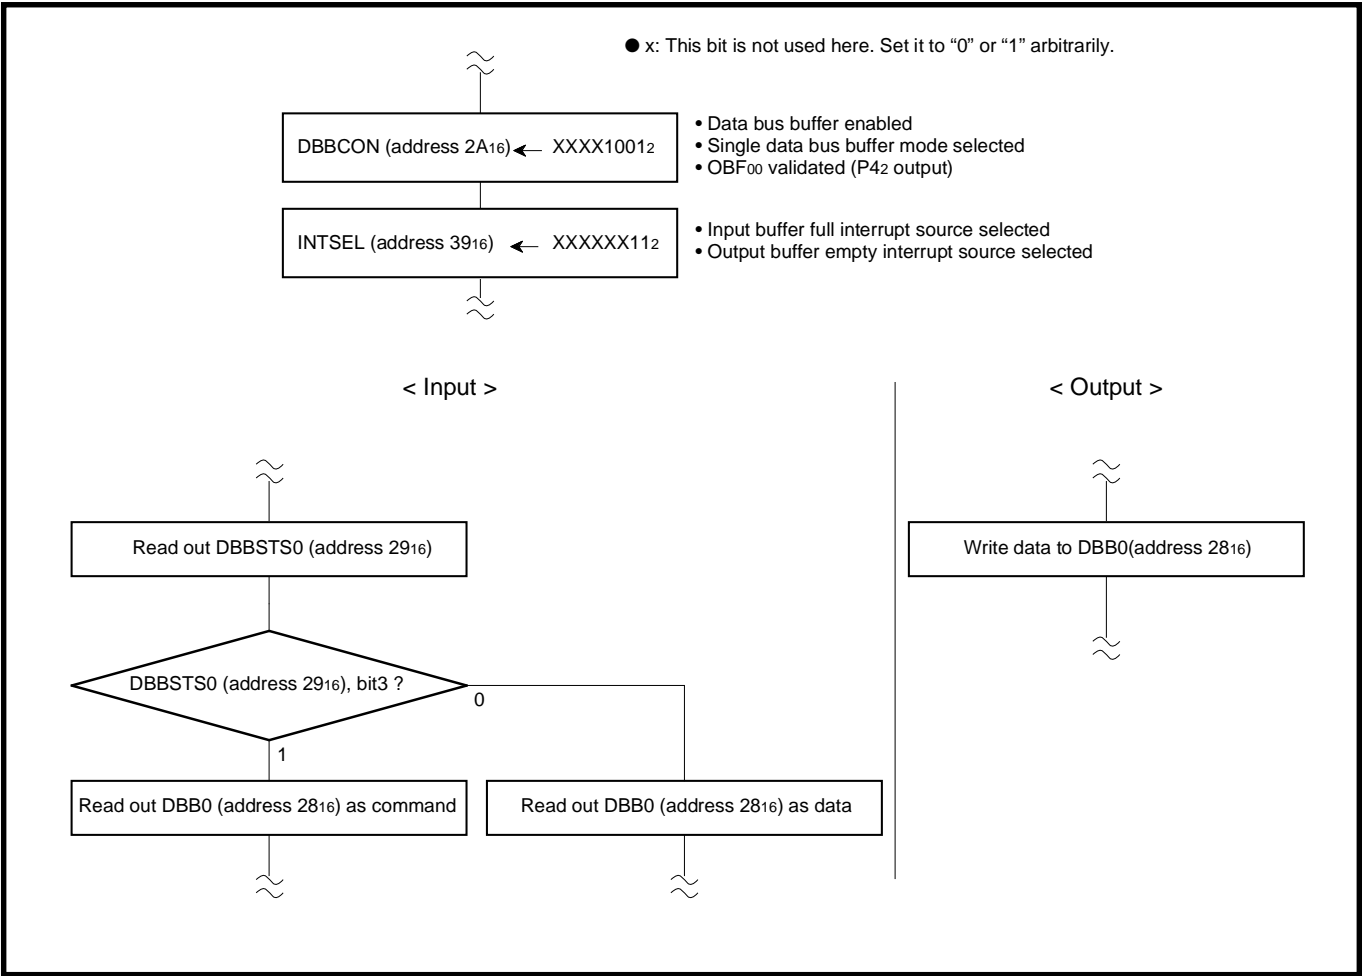 ● x: This bit is not used here. Set it to “0” or “1” arbitrarily.
DBBCON (address 2A16) ← XXXX10012
• Data bus buffer enabled
• Single data bus buffer mode selected
• OBF00 validated (P42 output)
INTSEL (address 3916) ← XXXXXX112
• Input buffer full interrupt source selected
• Output buffer empty interrupt source selected
< Input >
< Output >
Read out DBBSTS0 (address 2916)
Write data to DBB0(address 2816)
DBBSTS0 (address 2916), bit3 ?
0
1
Read out DBB0 (address 2816) as command
Read out DBB0 (address 2816) as data